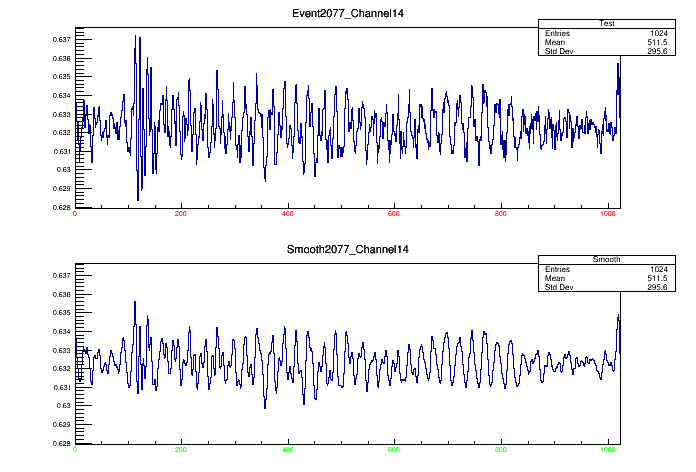 Event2077_Channel14
Test
Entries 1024
Mean 511.5
Std Dev 295.6
0.637
0.636
0.635
0.634
0.633
0.632
0.631
0.63
0.629
0.628
0 200 400 600 800 1000
Smooth2077_Channel14
Smooth
Entries 1024
Mean 511.5
Std Dev 295.6
0.637
0.636
0.635
0.634
0.633
0.632
0.631
0.63
0.629
0.628
0 200 400 600 800 1000